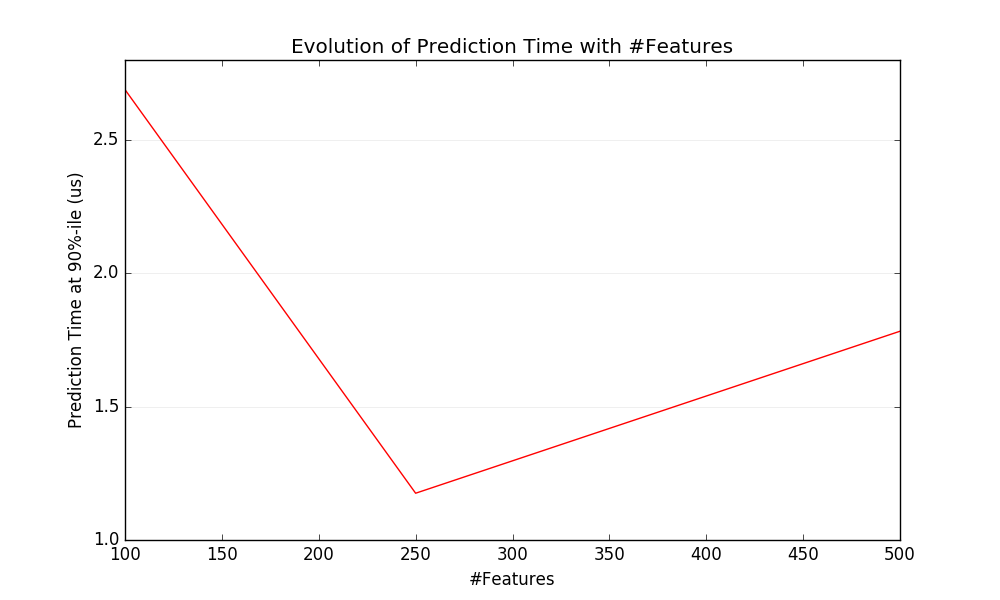 Evolution of Prediction Time with #Features
Prediction Time at 90%-ile (us)
2.5
2.0
1.5
1.0
100 150 200 250 300 350 400 450 500
#Features